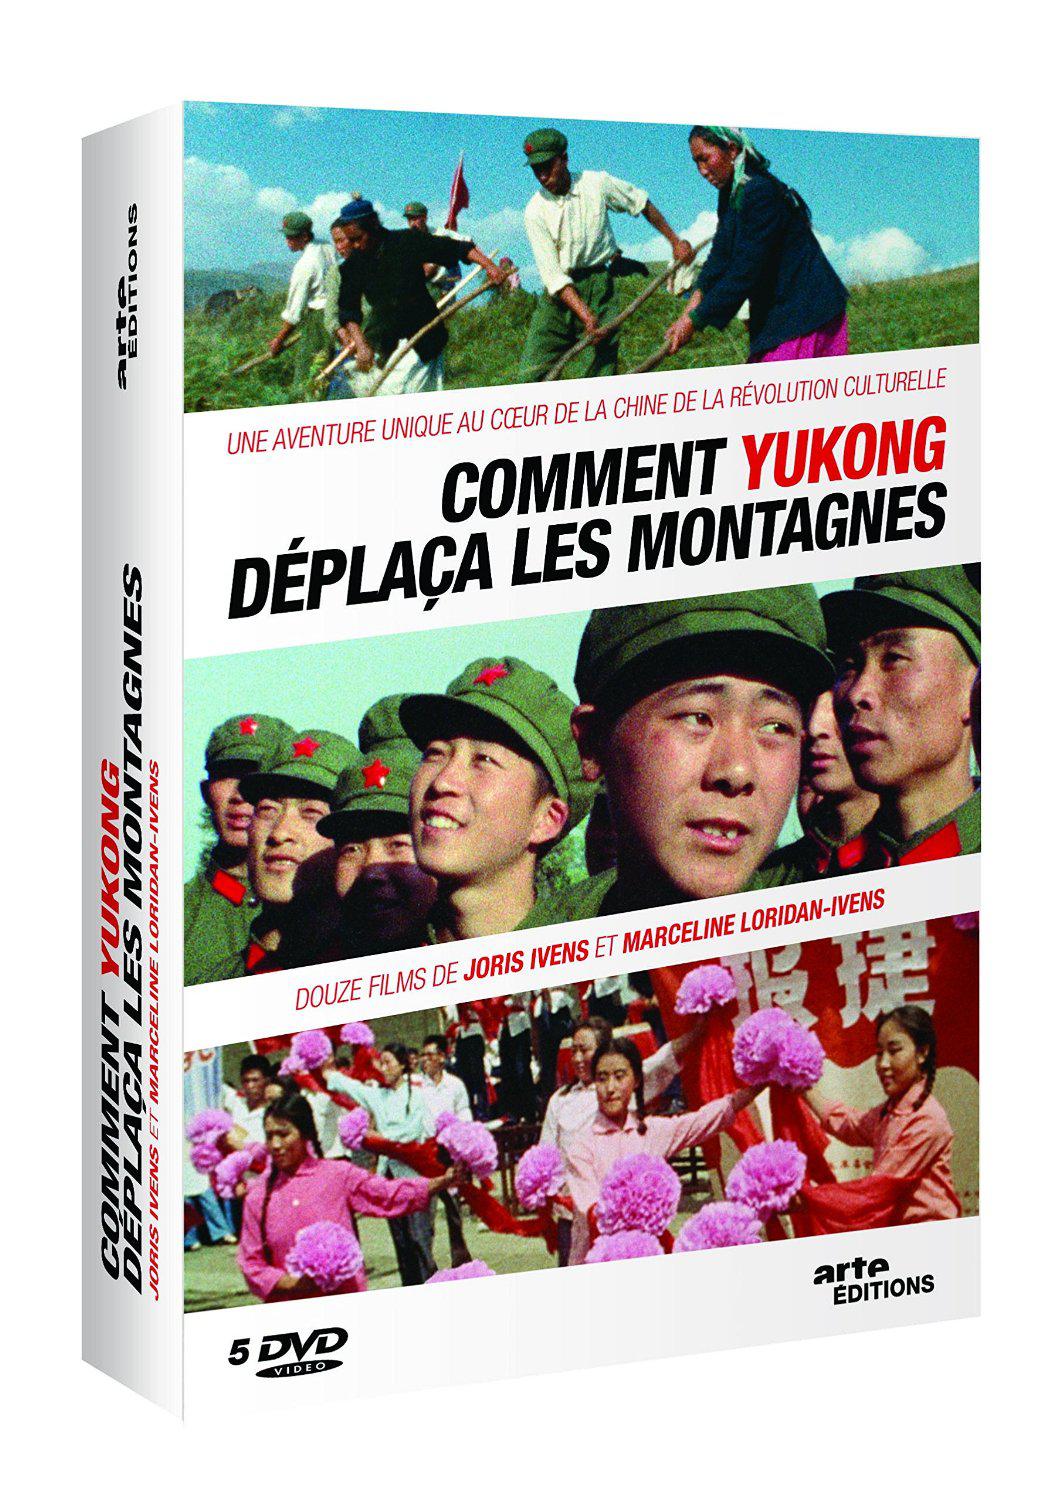 UNE AVENTURE UNIQUE AU CŒUR DE LA CHINE DE LA RÉVOLUTION CULTURELLE
COMMENT YUKONG
DÉPLAÇA LES MONTAGNES
DOUZE FILMS DE JORIS IVENS ET MARCELINE LORIDAN-IVENS
报捷
arte
ÉDITIONS
5 DVD
VIDEO
arte
EDITIONS
COMMENT YUKONG
DÉPLAÇA LES MONTAGNES
JORIS IVENS ET MARCELINE LORIDAN-IVENS